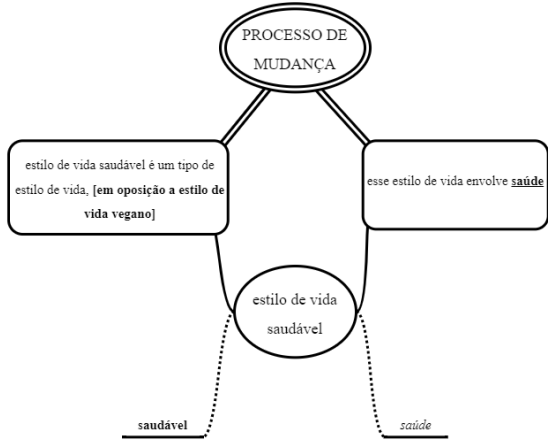 PROCESSO DE
MUDANÇA
estilo de vida saudável é um tipo de
estilo de vida, [em oposição a estilo de
vida vegano]
esse estilo de vida envolve saúde
estilo de vida
saudável
saudável
saúde